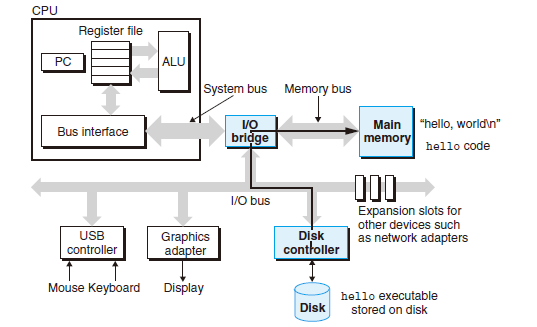 CPU
Register file
PC
ALU
System bus
Memory bus
Bus interface
I/O
bridge
Main
memory
"hello, world\n"
hello code
I/O bus
Expansion slots for
other devices such
as network adapters
USB
controller
Graphics
adapter
Disk
controller
Mouse Keyboard
Display
Disk
hello executable
stored on disk